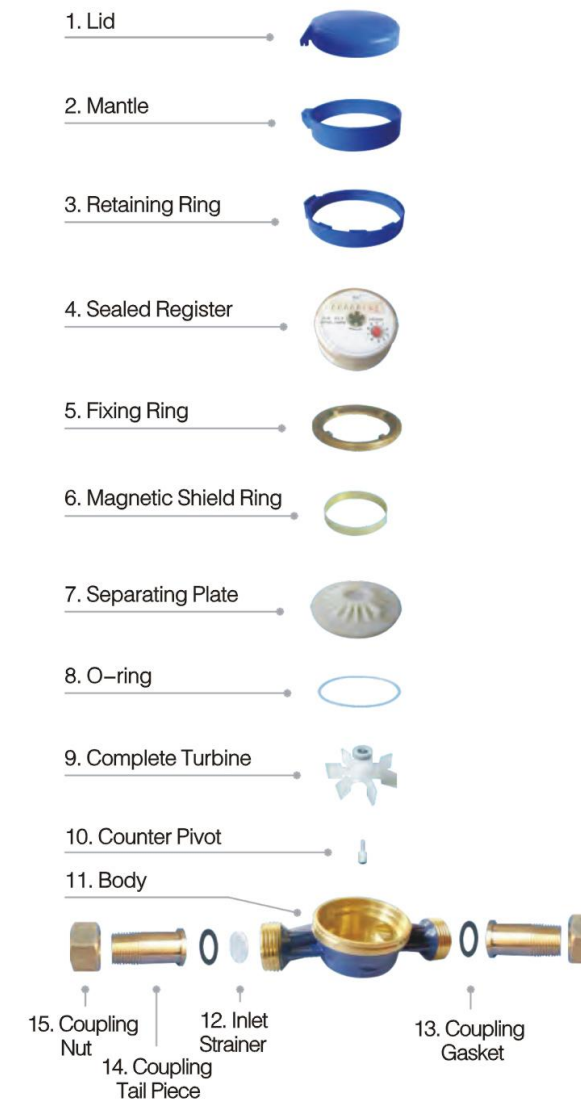 1. Lid
2. Mantle
3. Retaining Ring
4. Sealed Register
5. Fixing Ring
6. Magnetic Shield Ring
7. Separating Plate
8. O–ring
9. Complete Turbine
10. Counter Pivot
11. Body
15. Coupling
Nut
14. Coupling
Tail Piece
12. Inlet
Strainer
13. Coupling
Gasket